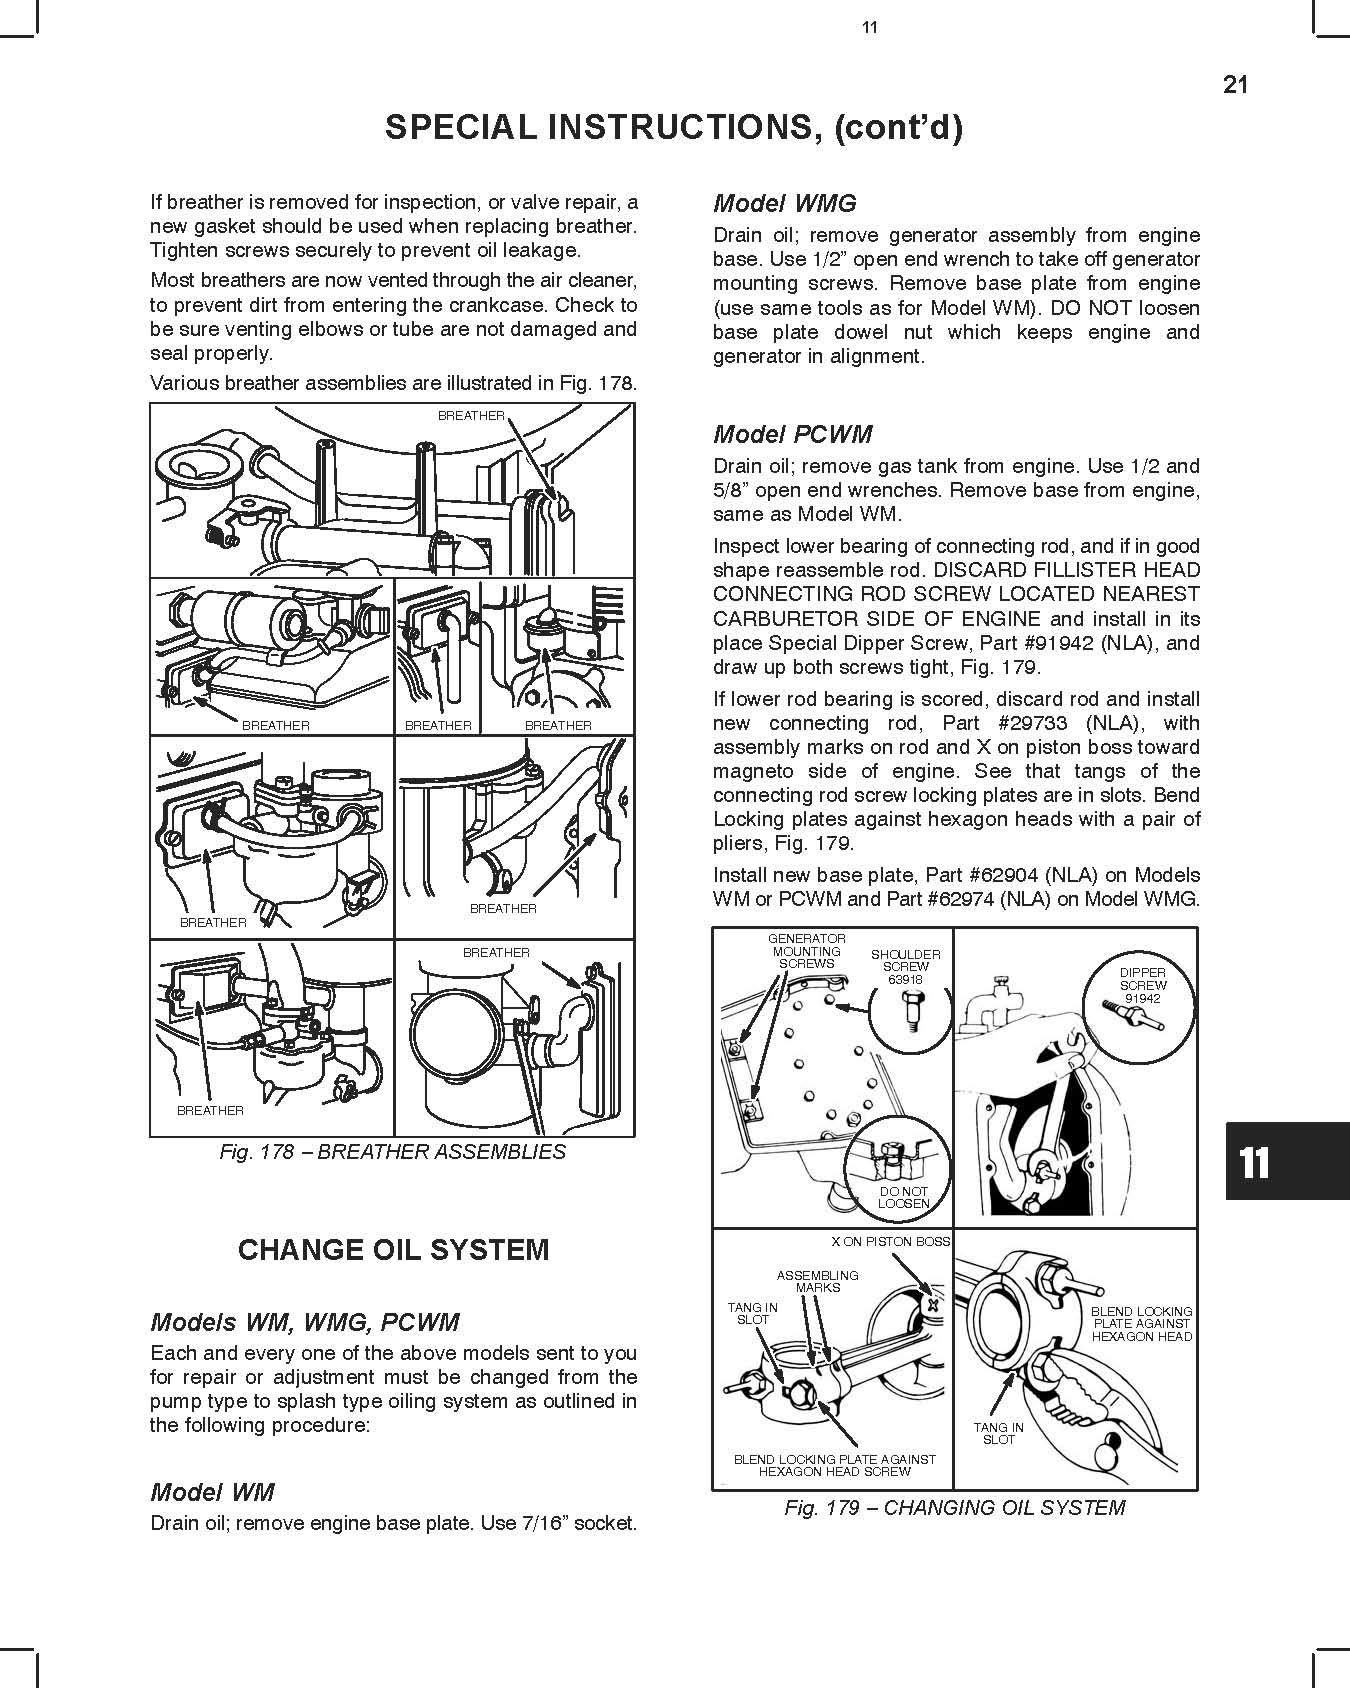 11
21
SPECIAL INSTRUCTIONS, (cont’d)
If breather is removed for inspection, or valve repair, a
new gasket should be used when replacing breather.
Tighten screws securely to prevent oil leakage.
Most breathers are now vented through the air cleaner,
to prevent dirt from entering the crankcase. Check to
be sure venting elbows or tube are not damaged and
seal properly.
Various breather assemblies are illustrated in Fig. 178.
BREATHER
BREATHER
BREATHER
BREATHER
BREATHER
BREATHER
BREATHER
BREATHER
Fig. 178 – BREATHER ASSEMBLIES
CHANGE OIL SYSTEM
Models WM, WMG, PCWM
Each and every one of the above models sent to you
for repair or adjustment must be changed from the
pump type to splash type oiling system as outlined in
the following procedure:
Model WM
Drain oil; remove engine base plate. Use 7/16” socket.
Model WMG
Drain oil; remove generator assembly from engine
base. Use 1/2” open end wrench to take off generator
mounting screws. Remove base plate from engine
(use same tools as for Model WM). DO NOT loosen
base plate dowel nut which keeps engine and
generator in alignment.
Model PCWM
Drain oil; remove gas tank from engine. Use 1/2 and
5/8” open end wrenches. Remove base from engine,
same as Model WM.
Inspect lower bearing of connecting rod, and if in good
shape reassemble rod. DISCARD FILLISTER HEAD
CONNECTING ROD SCREW LOCATED NEAREST
CARBURETOR SIDE OF ENGINE and install in its
place Special Dipper Screw, Part #91942 (NLA), and
draw up both screws tight, Fig. 179.
If lower rod bearing is scored, discard rod and install
new connecting rod, Part #29733 (NLA), with
assembly marks on rod and X on piston boss toward
magneto side of engine. See that tangs of the
connecting rod screw locking plates are in slots. Bend
Locking plates against hexagon heads with a pair of
pliers, Fig. 179.
Install new base plate, Part #62904 (NLA) on Models
WM or PCWM and Part #62974 (NLA) on Model WMG.
GENERATOR
MOUNTING
SCREWS
SHOULDER
SCREW
63918
DO NOT
LOOSEN
DIPPER
SCREW
91942
X ON PISTON BOSS
ASSEMBLING
MARKS
TANG IN
SLOT
BLEND LOCKING PLATE AGAINST
HEXAGON HEAD SCREW
BLEND LOCKING
PLATE AGAINST
HEXAGON HEAD
TANG IN
SLOT
Fig. 179 – CHANGING OIL SYSTEM
11